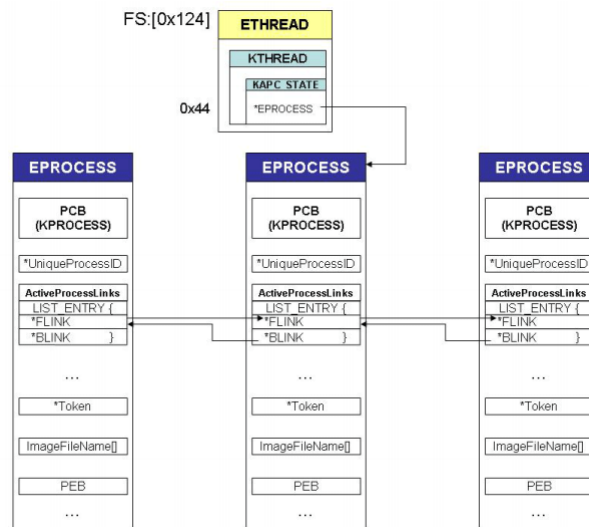 FS:[0x124]
ETHREAD
KTHREAD
KAPC_STATE
0x44
*EPROCESS
EPROCESS
PCB
(KPROCESS)
*UniqueProcessID
ActiveProcessLinks
LIST_ENTRY {
*FLINK
*BLINK }
...
*Token
ImageFileName[]
PEB
...
EPROCESS
PCB
(KPROCESS)
*UniqueProcessID
ActiveProcessLinks
LIST_ENTRY {
*FLINK
*BLINK }
...
*Token
ImageFileName[]
PEB
...
EPROCESS
PCB
(KPROCESS)
*UniqueProcessID
ActiveProcessLinks
LIST_ENTRY {
*FLINK
*BLINK }
...
*Token
ImageFileName[]
PEB
...